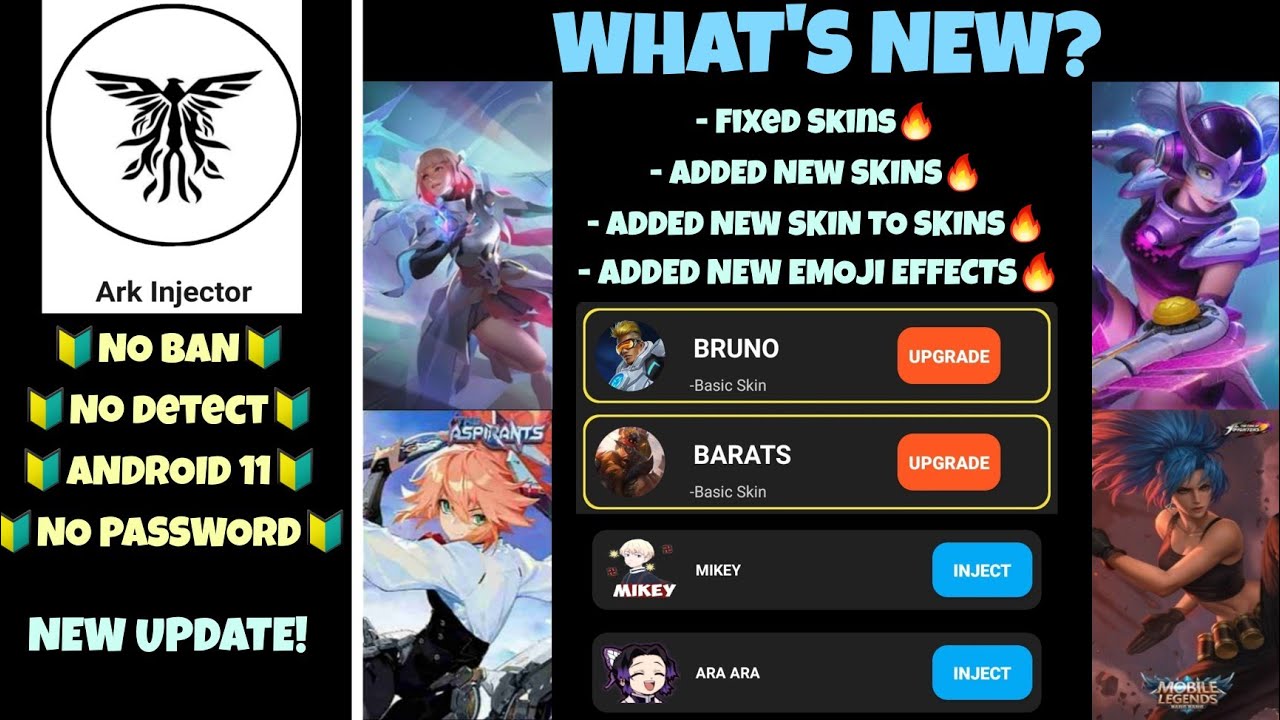 Ark Injector
🔰NO BAN🔰
🔰NO DETECT🔰
🔰ANDROID 11🔰
🔰NO PASSWORD🔰
NEW UPDATE!
WHAT'S NEW?
- FIXED SKINS🔥
- ADDED NEW SKINS🔥
- ADDED NEW SKIN TO SKINS🔥
- ADDED NEW EMOJI EFFECTS🔥
BRUNO
-Basic Skin
UPGRADE
BARATS
-Basic Skin
UPGRADE
MIKEY
MIKEY
INJECT
ARA ARA
INJECT
ASPIRANTS
MOBILE
LEGENDS